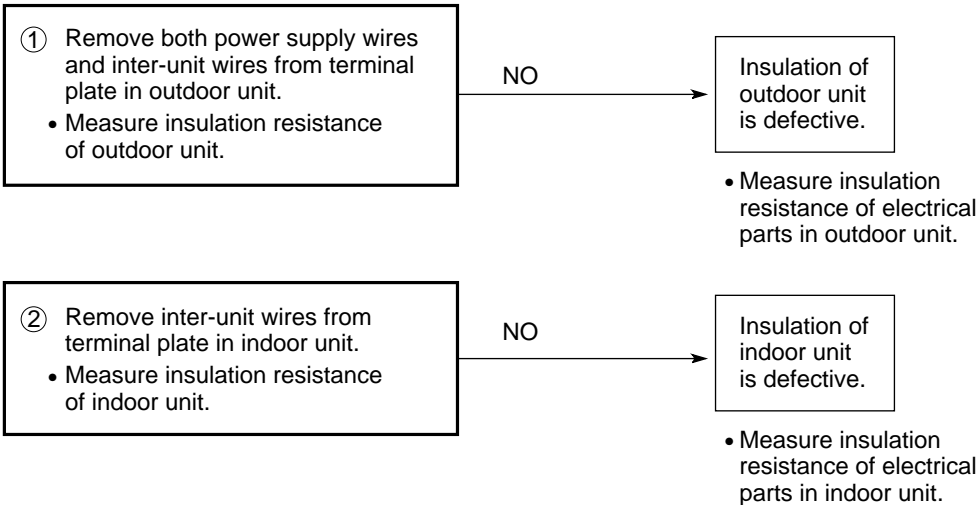 ① Remove both power supply wires
and inter-unit wires from terminal
plate in outdoor unit.
• Measure insulation resistance
of outdoor unit.
NO
Insulation of
outdoor unit
is defective.
• Measure insulation
resistance of electrical
parts in outdoor unit.
② Remove inter-unit wires from
terminal plate in indoor unit.
• Measure insulation resistance
of indoor unit.
NO
Insulation of
indoor unit
is defective.
• Measure insulation
resistance of electrical
parts in indoor unit.